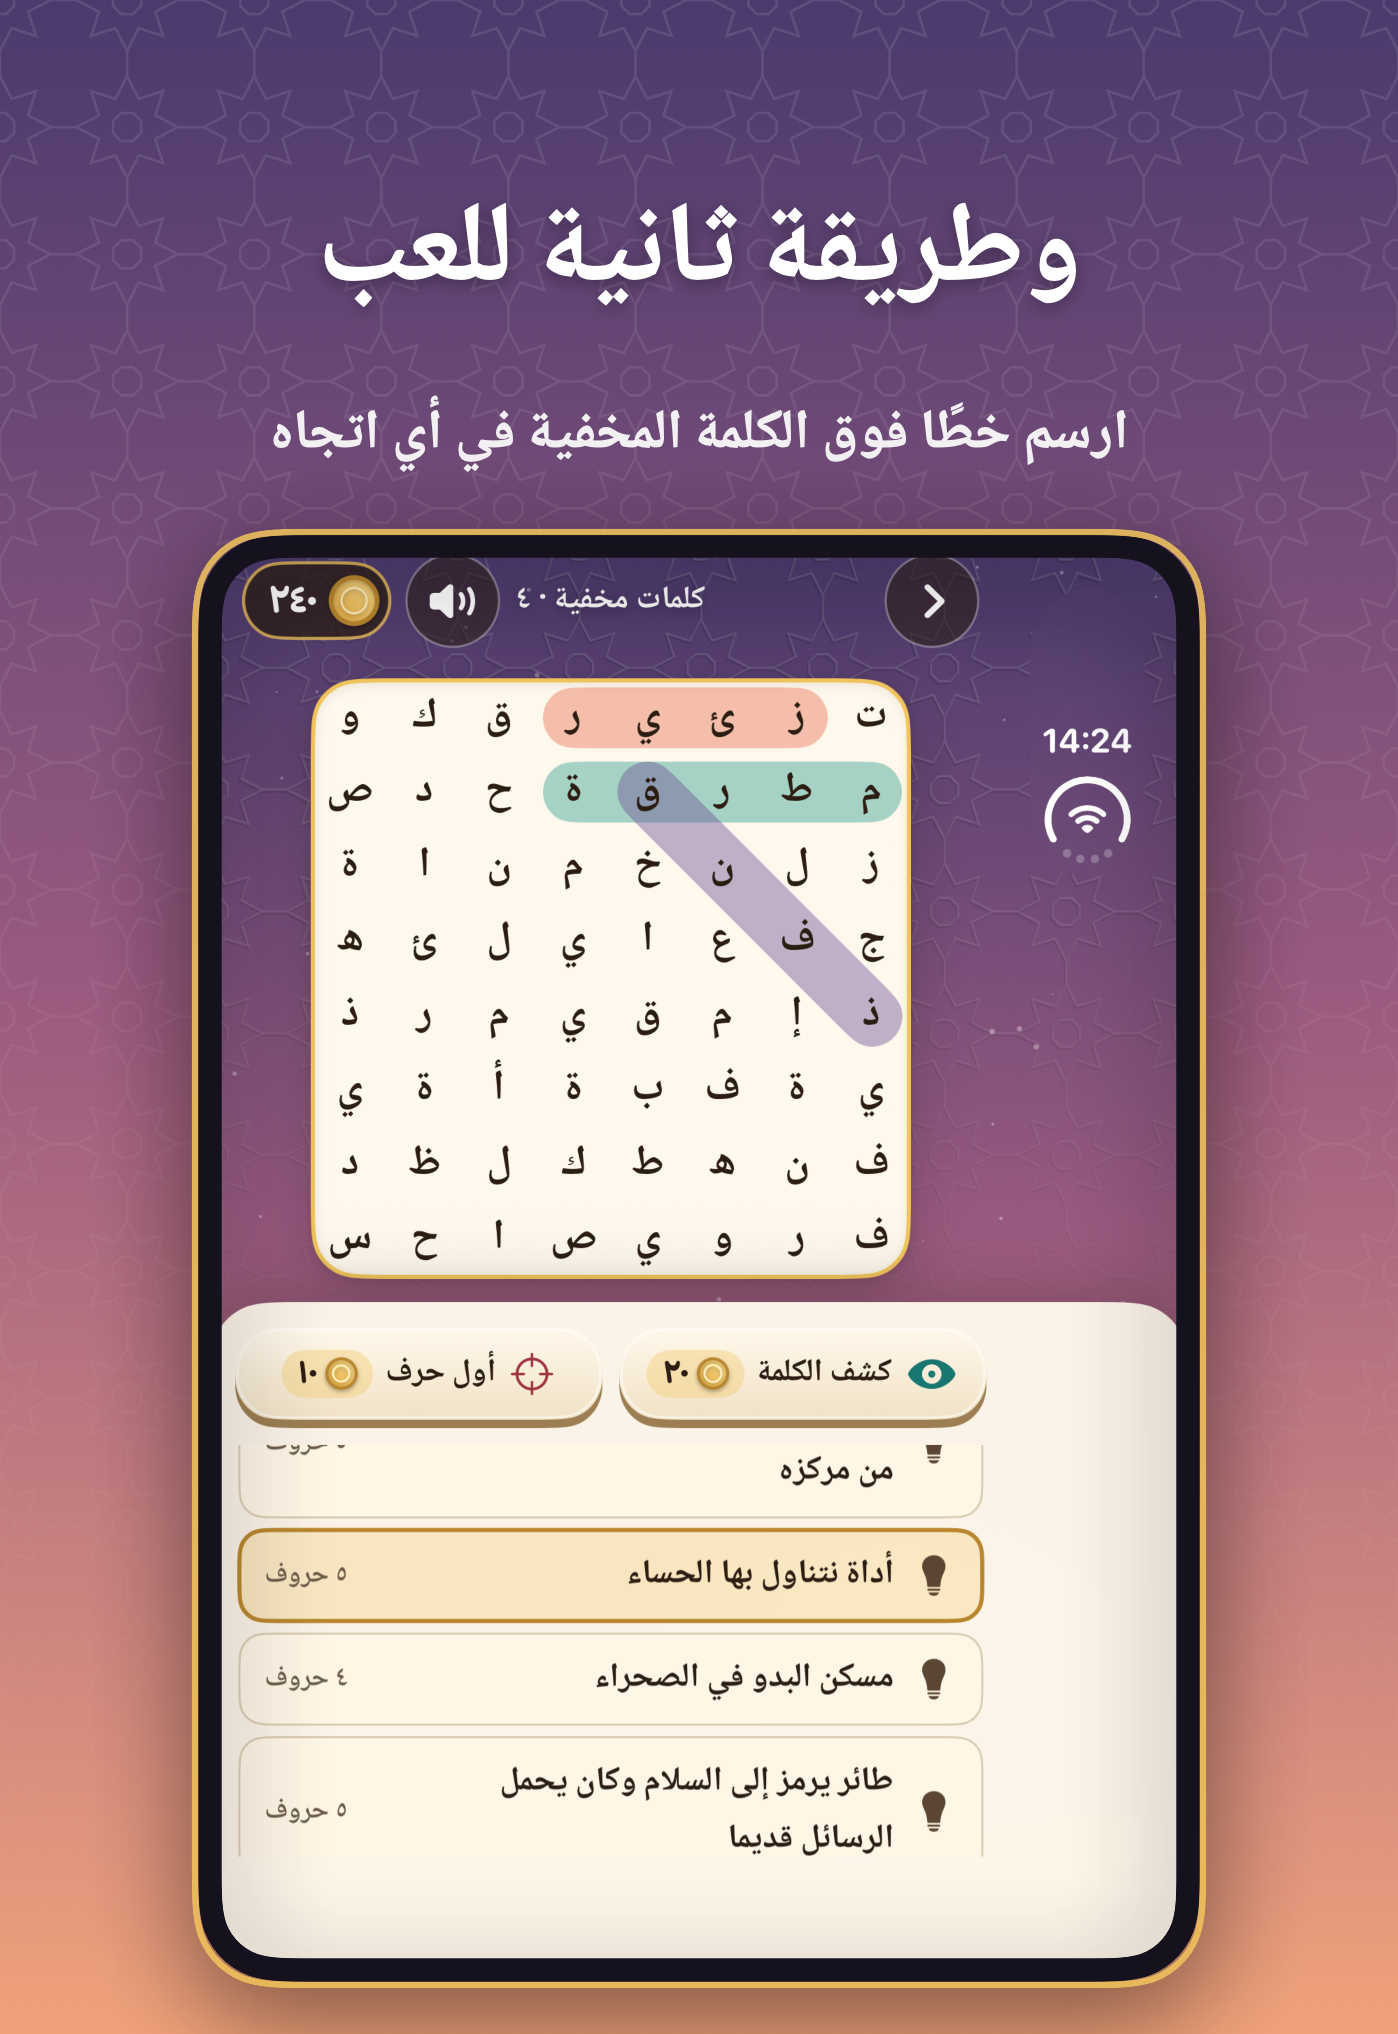 وطريقة ثانية للعب
ارسم خطًا فوق الكلمة المخفية في أي اتجاه
كلمات مخفية · ٤
٢٤٠
14:24
ت ز ئ ي ر ق ك و
م ط ر ق ة ح د ص
ز ل ن خ م ن ا ة
ج ف ع ا ي ل ئ ه
ذ إ م ق ي م ر ذ
ي ة ف ب ة أ ة ي
ف ن ه ط ك ل ظ د
ف ر و ي ص ا ح س
كشف الكلمة ٢٠
أول حرف ١٠
حروف
من مركزه
أداة نتناول بها الحساء ٥ حروف
مسكن البدو في الصحراء ٤ حروف
طائر يرمز إلى السلام وكان يحمل
الرسائل قديما
٥ حروف